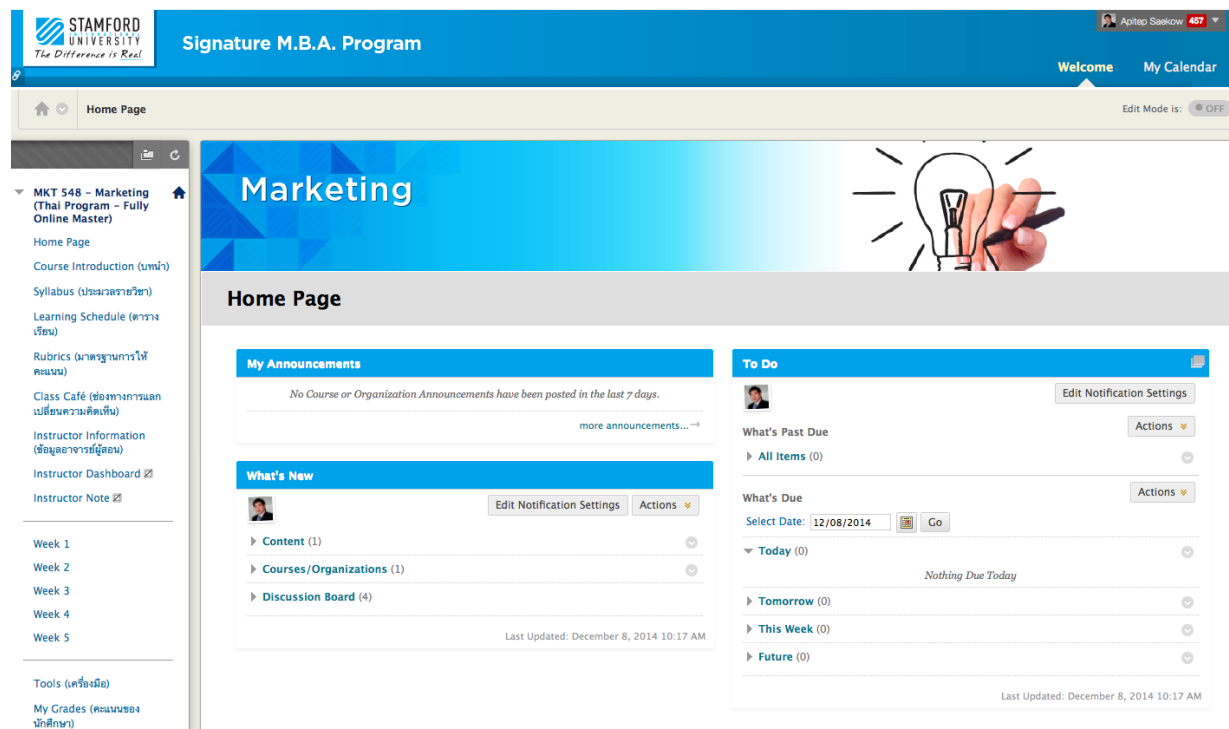 STAMFORD
INTERNATIONAL
UNIVERSITY
The Difference is Real
Signature M.B.A. Program
Apitep Saekow 457
Welcome My Calendar
Home Page
Edit Mode is: OFF
MKT 548 – Marketing
(Thai Program – Fully
Online Master)
Home Page
Course Introduction (บทนำ)
Syllabus (ประมวลรายวิชา)
Learning Schedule (ตาราง
เรียน)
Rubrics (มาตรฐานการให้
คะแนน)
Class Café (ช่องทางการแลก
เปลี่ยนความคิดเห็น)
Instructor Information
(ข้อมูลอาจารย์ผู้สอน)
Instructor Dashboard
Instructor Note
Week 1
Week 2
Week 3
Week 4
Week 5
Tools (เครื่องมือ)
My Grades (คะแนนของ
นักศึกษา)
Marketing
Home Page
My Announcements
No Course or Organization Announcements have been posted in the last 7 days.
more announcements...→
What's New
Edit Notification Settings Actions
Content (1)
Courses/Organizations (1)
Discussion Board (4)
Last Updated: December 8, 2014 10:17 AM
To Do
Edit Notification Settings
What's Past Due Actions
All Items (0)
What's Due Actions
Select Date: 12/08/2014 Go
Today (0)
Nothing Due Today
Tomorrow (0)
This Week (0)
Future (0)
Last Updated: December 8, 2014 10:17 AM